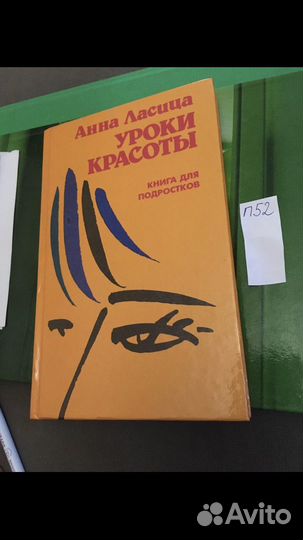 Анна Ласица
УРОКИ
КРАСОТЫ
КНИГА ДЛЯ
ПОДРОСТКОВ
п52
Avito